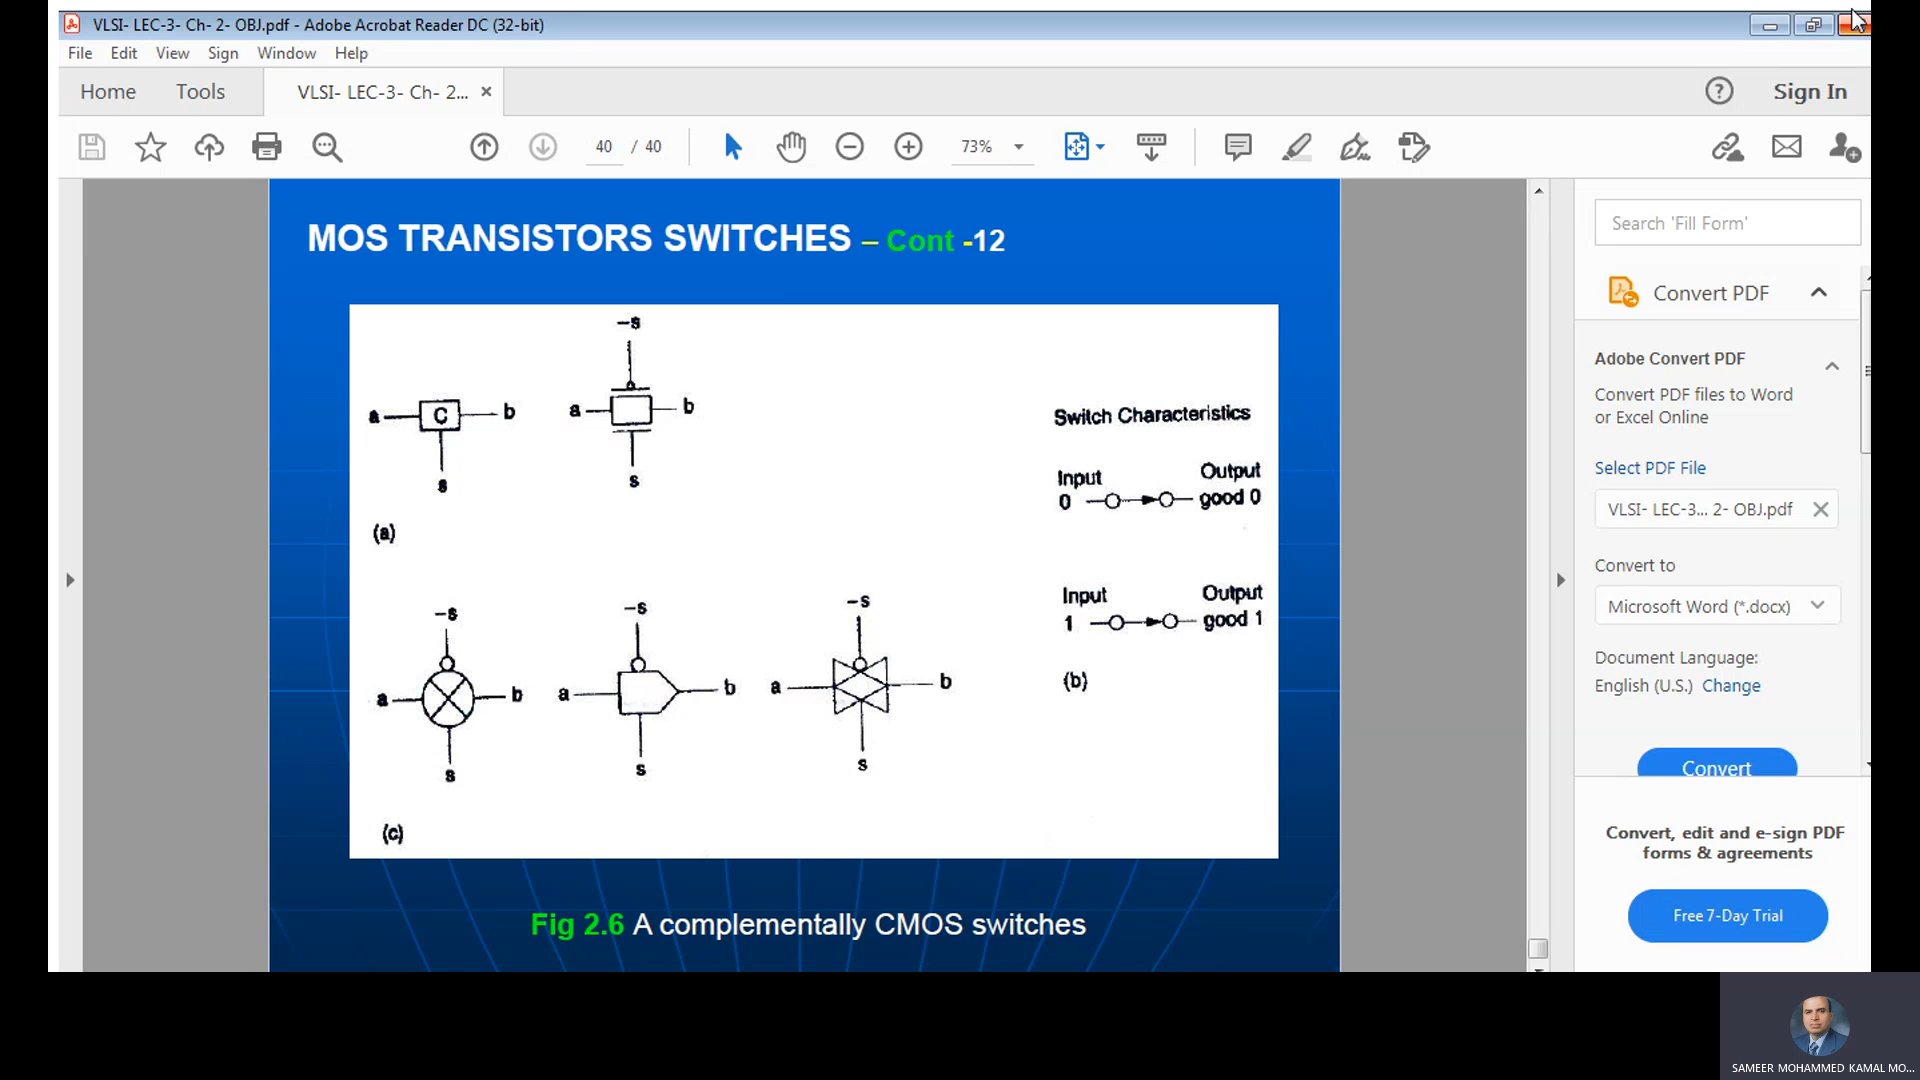 VLSI- LEC-3- Ch- 2- OBJ.pdf - Adobe Acrobat Reader DC (32-bit)
File Edit View Sign Window Help
Home Tools VLSI- LEC-3- Ch- 2... Sign In
40 / 40 73%
MOS TRANSISTORS SWITCHES – Cont -12
-s
a C b
s
a b
s
(a)
Switch Characteristics
Input Output
0 good 0
Input Output
1 good 1
(b)
-s
a b
s
-s
a b
s
-s
a b
s
(c)
Fig 2.6 A complementally CMOS switches
Search 'Fill Form'
Convert PDF
Adobe Convert PDF
Convert PDF files to Word
or Excel Online
Select PDF File
VLSI- LEC-3... 2- OBJ.pdf
Convert to
Microsoft Word (*.docx)
Document Language:
English (U.S.) Change
Convert
Convert, edit and e-sign PDF
forms & agreements
Free 7-Day Trial
SAMEER MOHAMMED KAMAL MO...